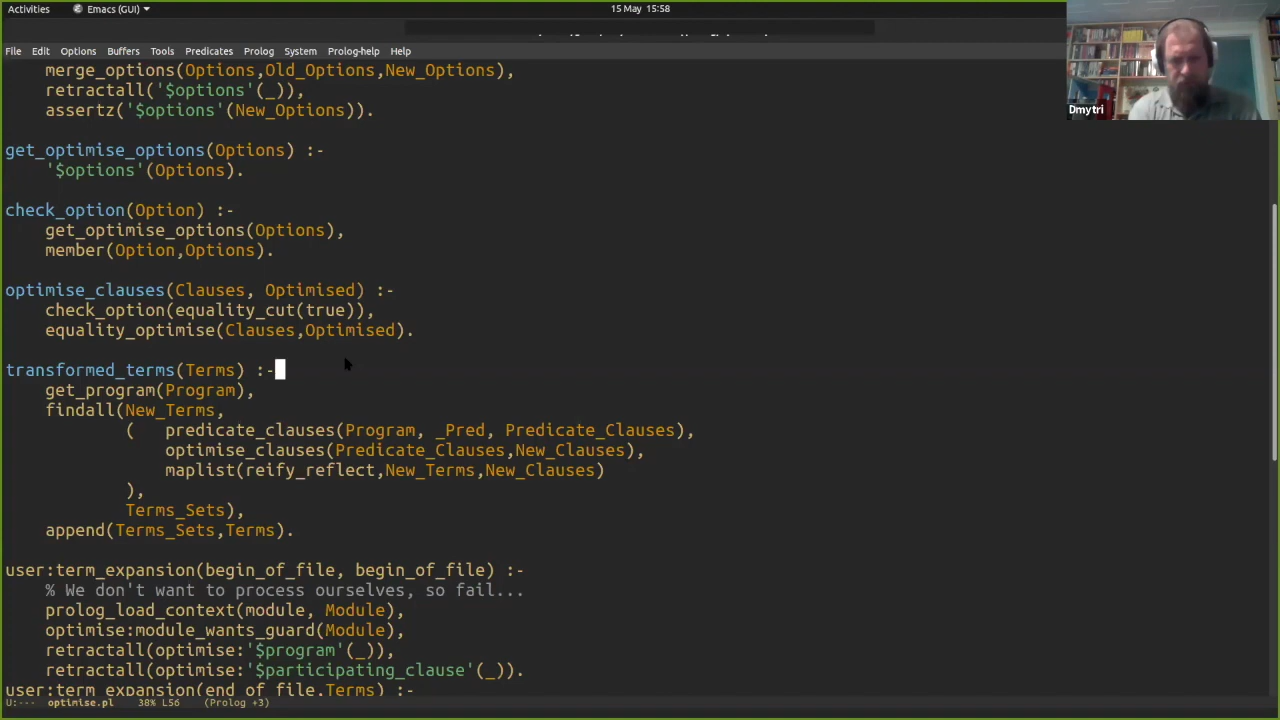 Activities Emacs (GUI) 15 May 15:58
File Edit Options Buffers Tools Predicates Prolog System Prolog-help Help
Dmytri
    merge_options(Options,Old_Options,New_Options),
    retractall('$options'(_)),
    assertz('$options'(New_Options)).
get_optimise_options(Options) :-
    '$options'(Options).
check_option(Option) :-
    get_optimise_options(Options),
    member(Option,Options).
optimise_clauses(Clauses, Optimised) :-
    check_option(equality_cut(true)),
    equality_optimise(Clauses,Optimised).
transformed_terms(Terms) :-
    get_program(Program),
    findall(New_Terms,
            (   predicate_clauses(Program, _Pred, Predicate_Clauses),
                optimise_clauses(Predicate_Clauses,New_Clauses),
                maplist(reify_reflect,New_Terms,New_Clauses)
            ),
            Terms_Sets),
    append(Terms_Sets,Terms).
user:term_expansion(begin_of_file, begin_of_file) :-
    % We don't want to process ourselves, so fail...
    prolog_load_context(module, Module),
    optimise:module_wants_guard(Module),
    retractall(optimise:'$program'(_)),
    retractall(optimise:'$participating_clause'(_)).
user:term_expansion(end_of_file,Terms) :-
U:--- optimise.pl 38% L56 (Prolog +3)